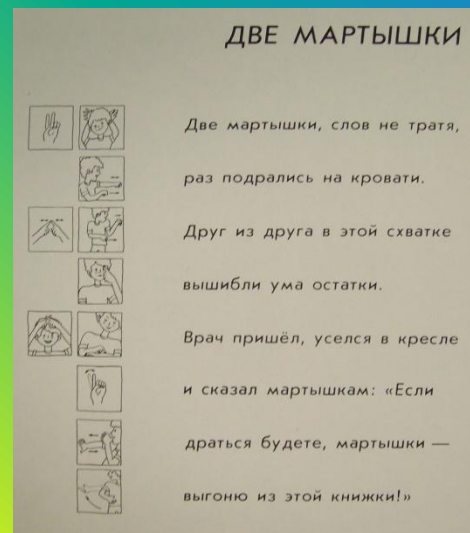 ДВЕ МАРТЫШКИ
Две мартышки, слов не тратя,
раз подрались на кровати.
Друг из друга в этой схватке
вышибли ума остатки.
Врач пришёл, уселся в кресле
и сказал мартышкам: «Если
драться будете, мартышки —
выгоню из этой книжки!»